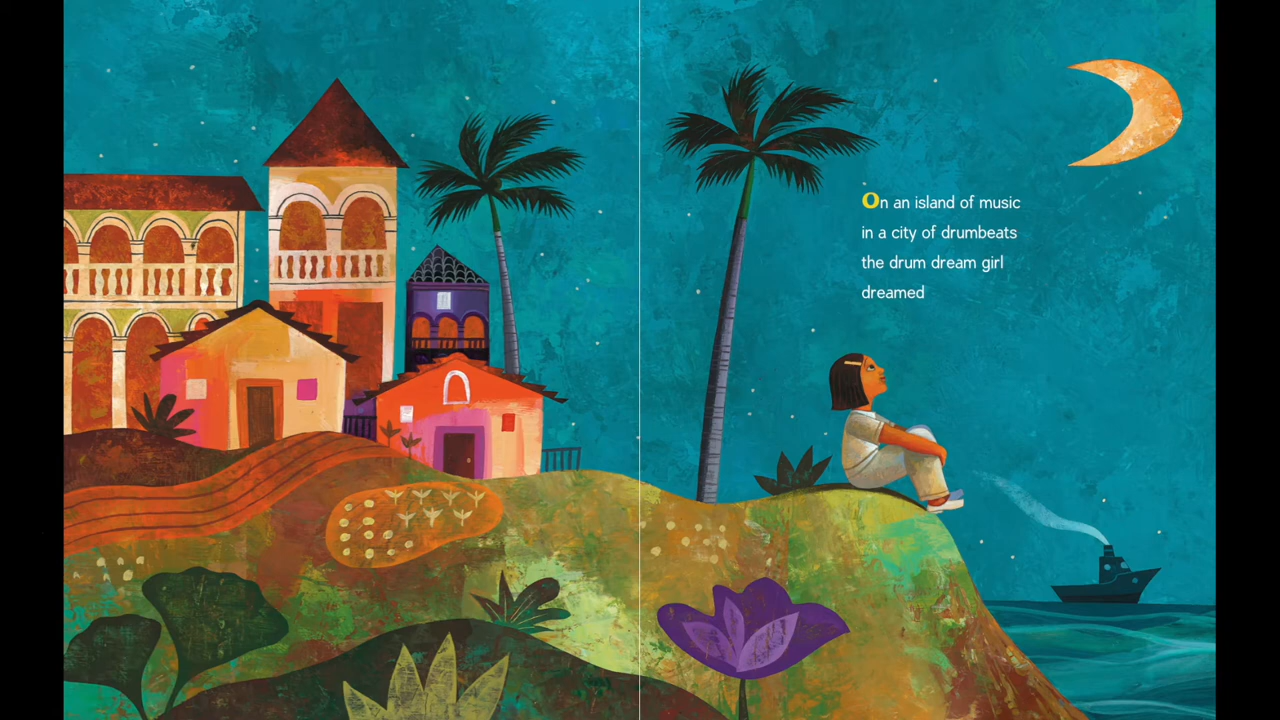 On an island of music
in a city of drumbeats
the drum dream girl
dreamed